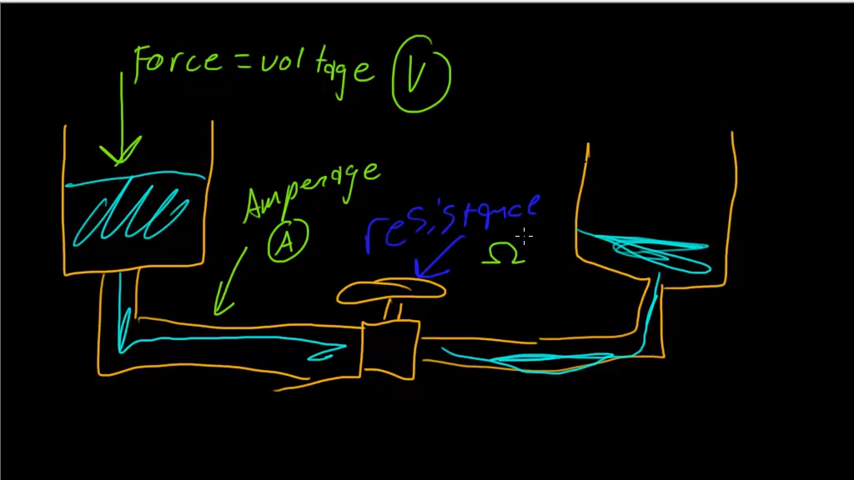 Force = voltage V
Amperage
A
resistance
Ω